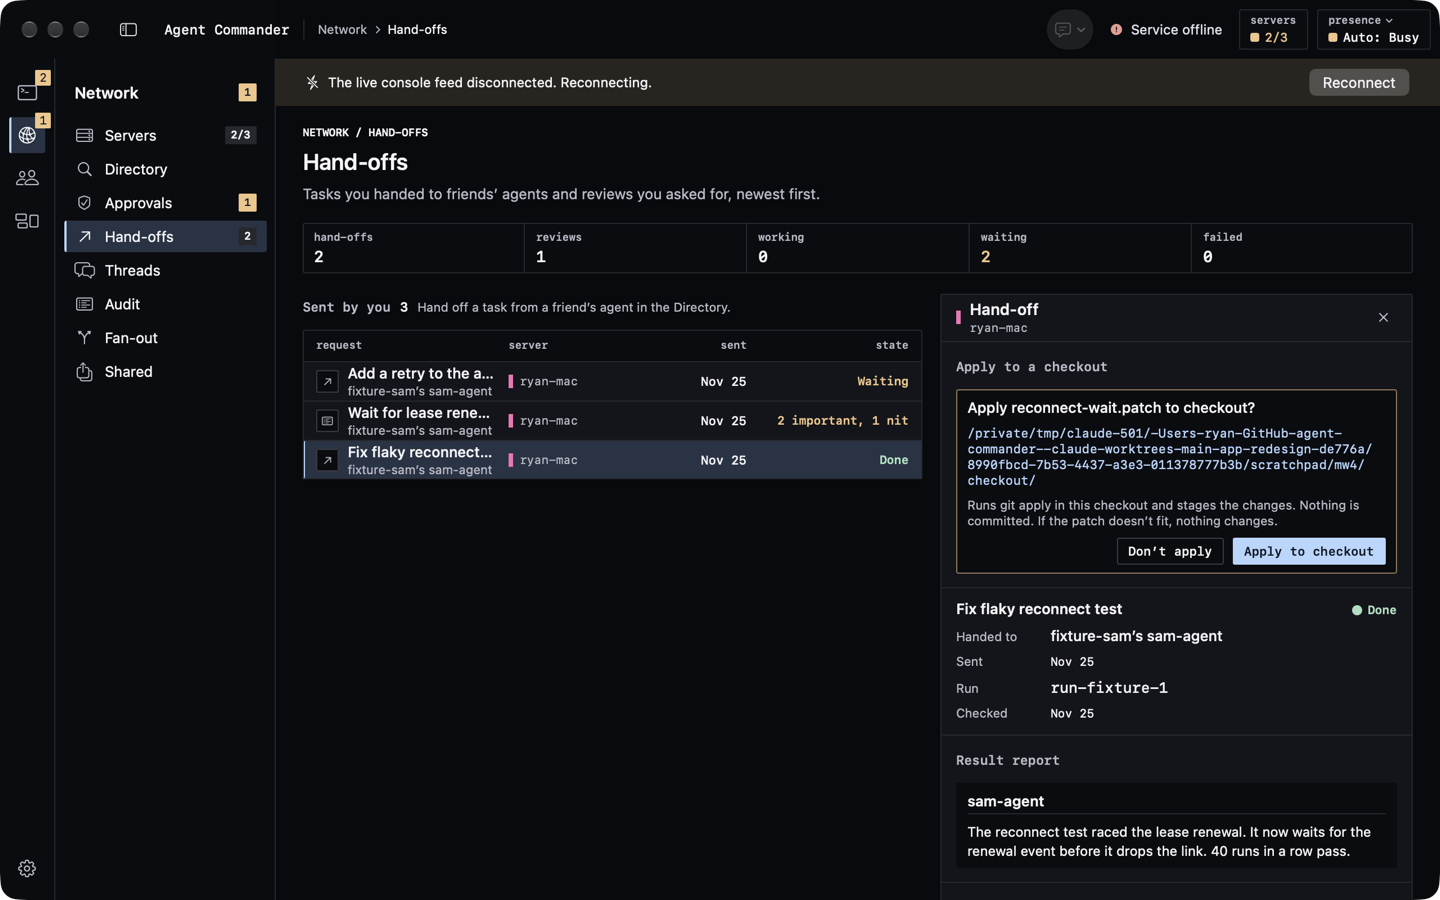 Agent Commander
Network > Hand-offs
Service offline
servers
2/3
presence
Auto: Busy
2
1
Network
1
Servers
2/3
Directory
Approvals
1
Hand-offs
2
Threads
Audit
Fan-out
Shared
The live console feed disconnected. Reconnecting.
Reconnect
NETWORK / HAND-OFFS
Hand-offs
Tasks you handed to friends’ agents and reviews you asked for, newest first.
hand-offs
2
reviews
1
working
0
waiting
2
failed
0
Sent by you 3 Hand off a task from a friend’s agent in the Directory.
request server sent state
Add a retry to the a...
fixture-sam’s sam-agent
ryan-mac
Nov 25
Waiting
Wait for lease rene...
fixture-sam’s sam-agent
ryan-mac
Nov 25
2 important, 1 nit
Fix flaky reconnect...
fixture-sam’s sam-agent
ryan-mac
Nov 25
Done
Hand-off
ryan-mac
Apply to a checkout
Apply reconnect-wait.patch to checkout?
/private/tmp/claude-501/-Users-ryan-GitHub-agent-
commander--claude-worktrees-main-app-redesign-de776a/
8990fbcd-7b53-4437-a3e3-011378777b3b/scratchpad/mw4/
checkout/
Runs git apply in this checkout and stages the changes. Nothing is
committed. If the patch doesn’t fit, nothing changes.
Don’t apply
Apply to checkout
Fix flaky reconnect test
Done
Handed to fixture-sam’s sam-agent
Sent Nov 25
Run run-fixture-1
Checked Nov 25
Result report
sam-agent
The reconnect test raced the lease renewal. It now waits for the
renewal event before it drops the link. 40 runs in a row pass.